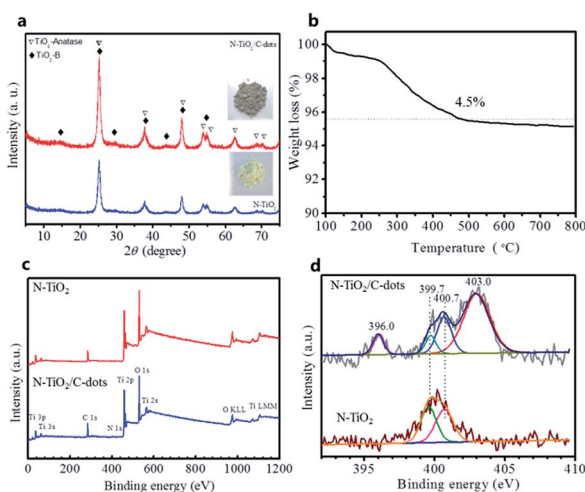 a
▽ TiO2-Anatase
◆ TiO2-B
N-TiO2/C-dots
N-TiO2
Intensity (a. u.)
10 20 30 40 50 60 70
2θ (degree)
b
100
98
96
94
92
90
4.5%
Weight loss (%)
100 200 300 400 500 600 700 800
Temperature ( °C)
c
N-TiO2
N-TiO2/C-dots
Ti 3p
Ti 3s
C 1s
N 1s
Ti 2p
O 1s
Ti 2s
O KLL
Ti LMM
Intensity (a.u.)
0 200 400 600 800 1000 1200
Binding energy (eV)
d
N-TiO2/C-dots
396.0
399.7
400.7
403.0
N-TiO2
Intensity (a.u.)
395 400 405 410
Binding energy (eV)